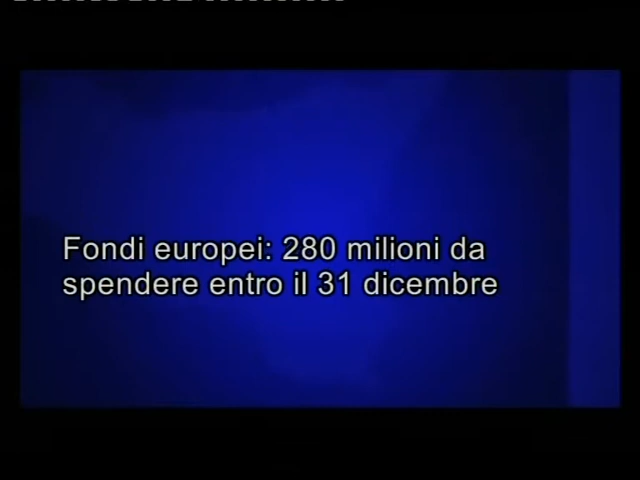 Fondi europei: 280 milioni da
spendere entro il 31 dicembre